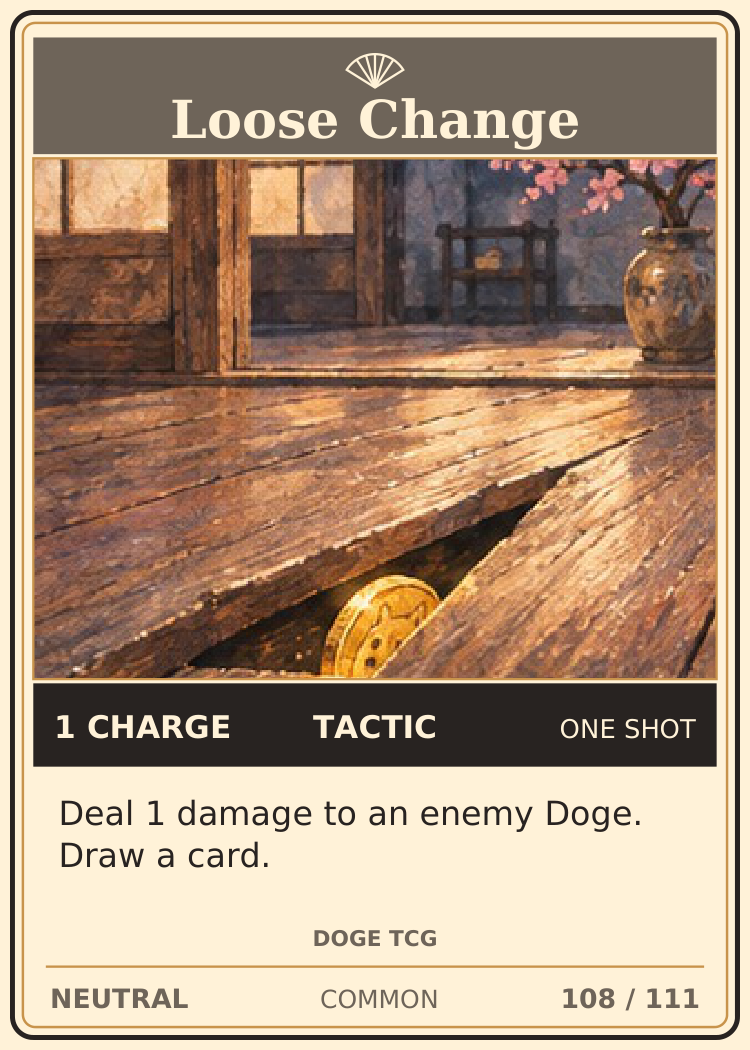 Loose Change
1 CHARGE TACTIC ONE SHOT
Deal 1 damage to an enemy Doge.
Draw a card.
DOGE TCG
NEUTRAL COMMON 108 / 111